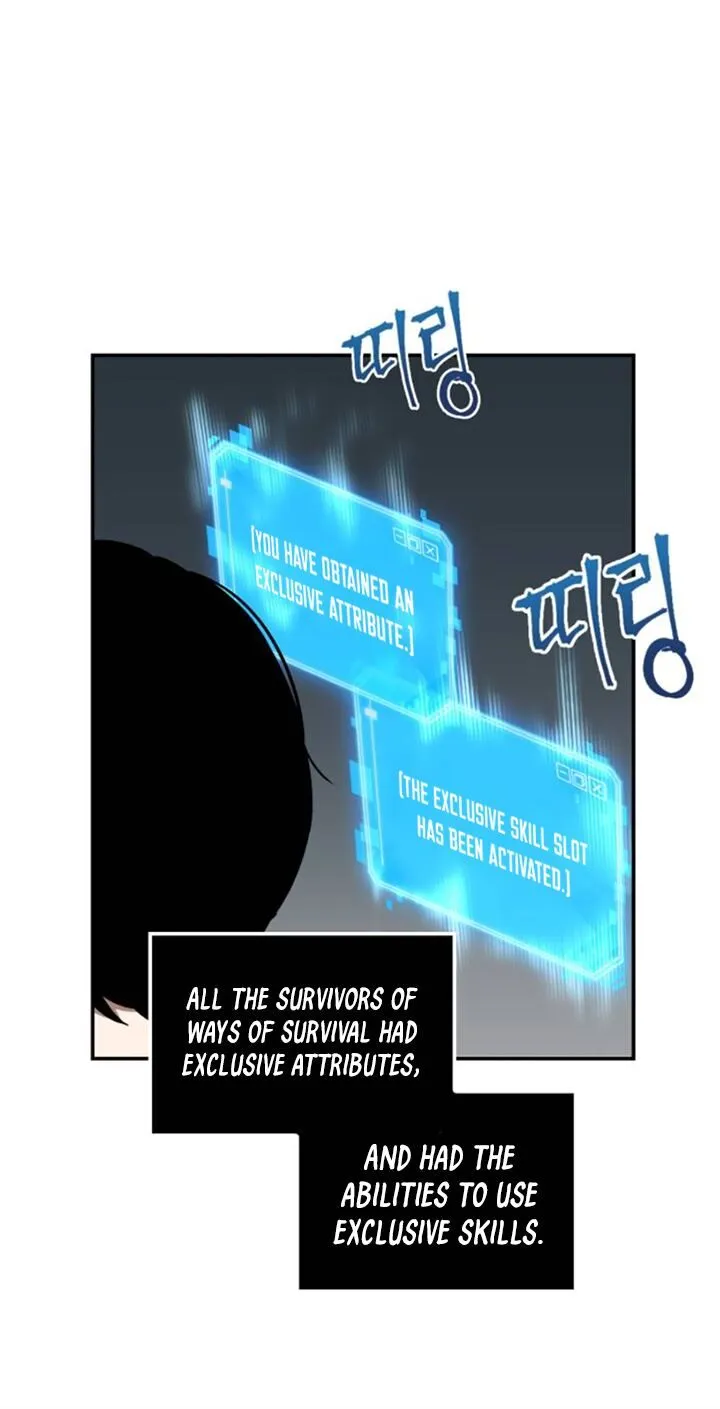 띠링
[YOU HAVE OBTAINED AN
EXCLUSIVE ATTRIBUTE.]
띠링
[THE EXCLUSIVE SKILL SLOT
HAS BEEN ACTIVATED.]
ALL THE SURVIVORS OF
WAYS OF SURVIVAL HAD
EXCLUSIVE ATTRIBUTES,
AND HAD THE
ABILITIES TO USE
EXCLUSIVE SKILLS.